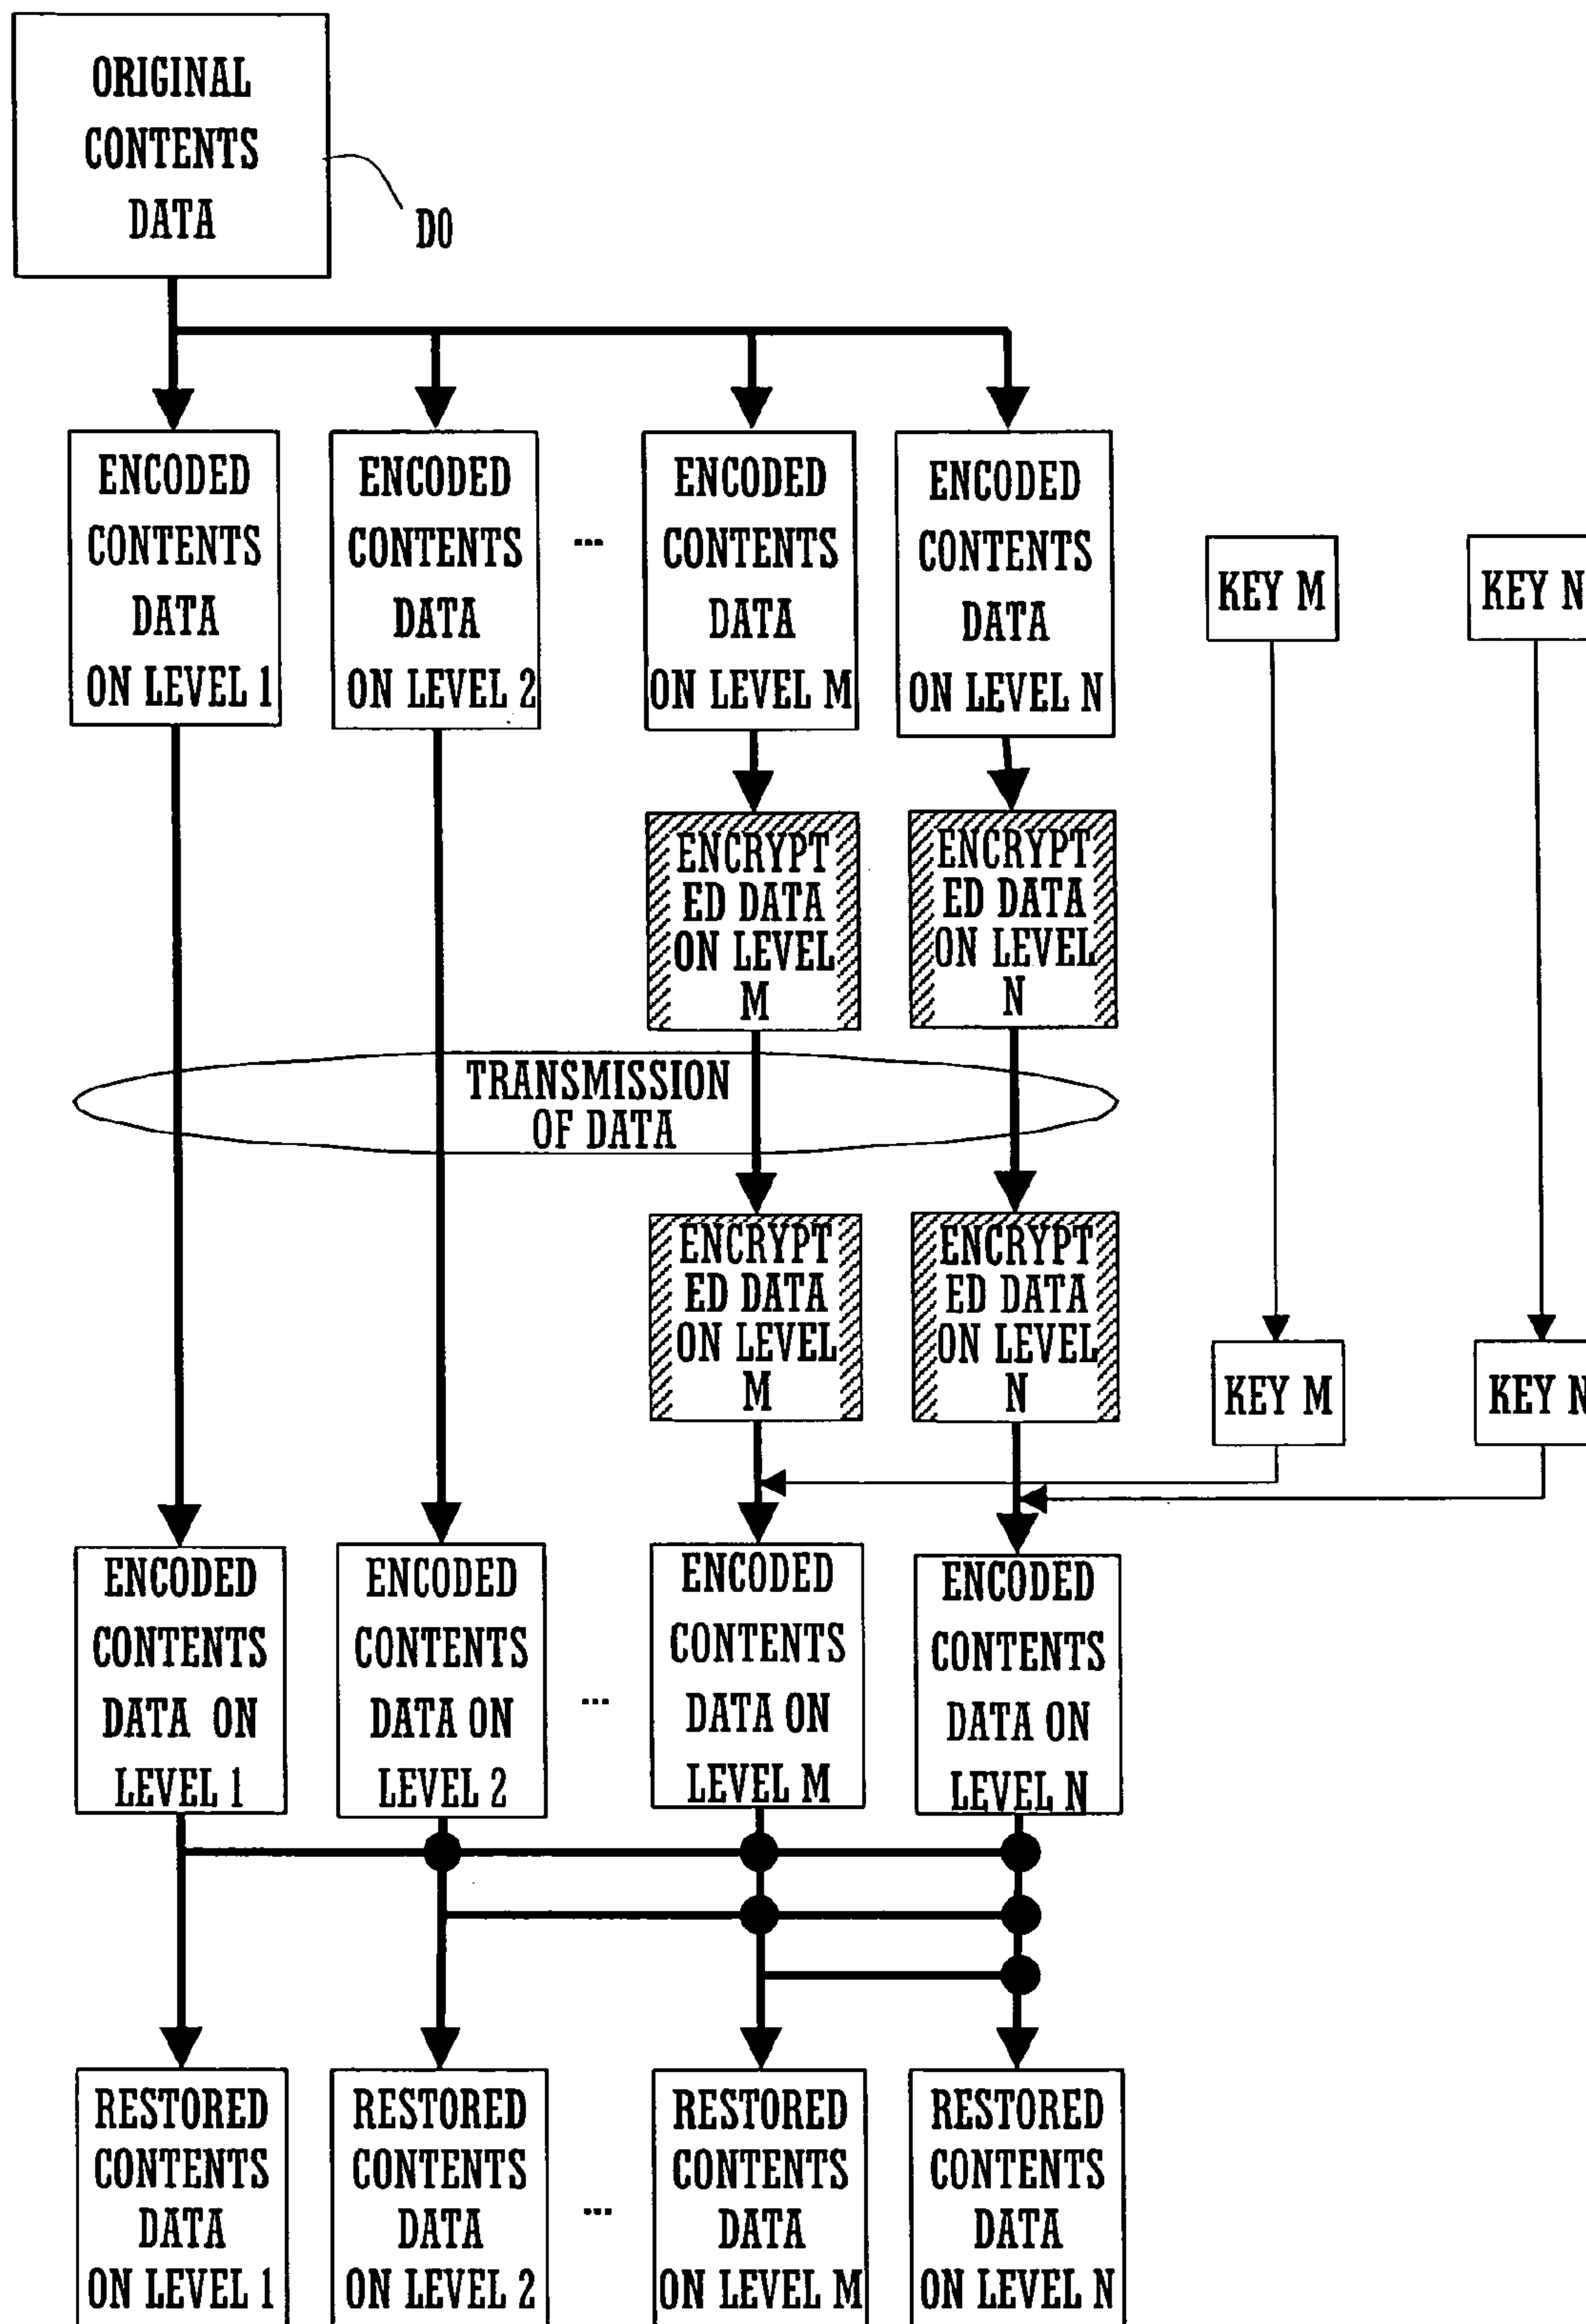 ORIGINAL
CONTENTS
DATA
D0
ENCODED
CONTENTS
DATA
ON LEVEL 1
ENCODED
CONTENTS
DATA
ON LEVEL 2
...
ENCODED
CONTENTS
DATA
ON LEVEL M
ENCODED
CONTENTS
DATA
ON LEVEL N
KEY M
KEY N
ENCRYPT
ED DATA
ON LEVEL
M
ENCRYPT
ED DATA
ON LEVEL
N
TRANSMISSION
OF DATA
ENCRYPT
ED DATA
ON LEVEL
M
ENCRYPT
ED DATA
ON LEVEL
N
KEY M
KEY N
ENCODED
CONTENTS
DATA ON
LEVEL 1
ENCODED
CONTENTS
DATA ON
LEVEL 2
...
ENCODED
CONTENTS
DATA ON
LEVEL M
ENCODED
CONTENTS
DATA ON
LEVEL N
RESTORED
CONTENTS
DATA
ON LEVEL 1
RESTORED
CONTENTS
DATA
ON LEVEL 2
...
RESTORED
CONTENTS
DATA
ON LEVEL M
RESTORED
CONTENTS
DATA
ON LEVEL N